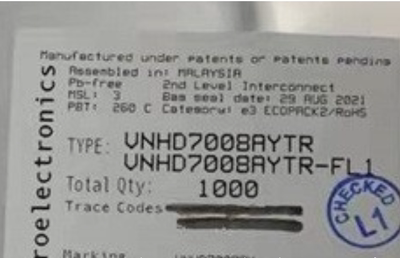 Manufactured under patents or patents pending
Assembled in: MALAYSIA
Pb-free 2nd Level Interconnect
MSL: 3 Bag seal date: 29 AUG 2021
PBT: 260 C Category: e3 ECOPACK2/RoHS
TYPE: VNHD7008AYTR
VNHD7008AYTR-FL1
Total Qty: 1000
Trace Codes
Marking
roelectronics
CHECKED
L1